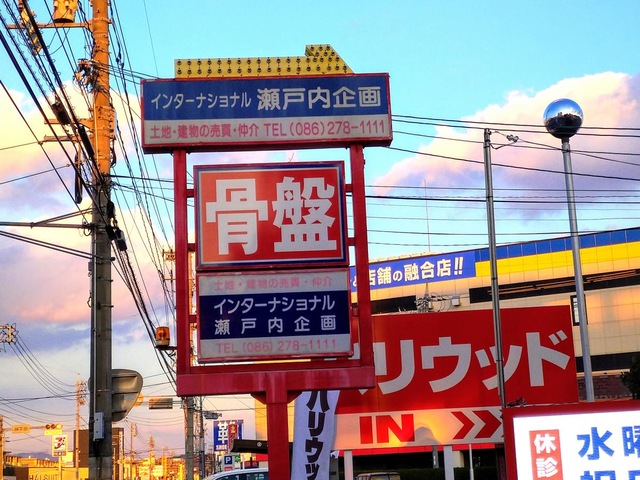 インターナショナル 瀬戸内企画
土地・建物の売買・仲介 TEL(086)278-1111
骨盤
土地・建物の売買・仲介
インターナショナル
瀬戸内企画
TEL(086)278-1111
店舗の融合店!!
リウッド
IN
ハリウッ
P
休診
水曜